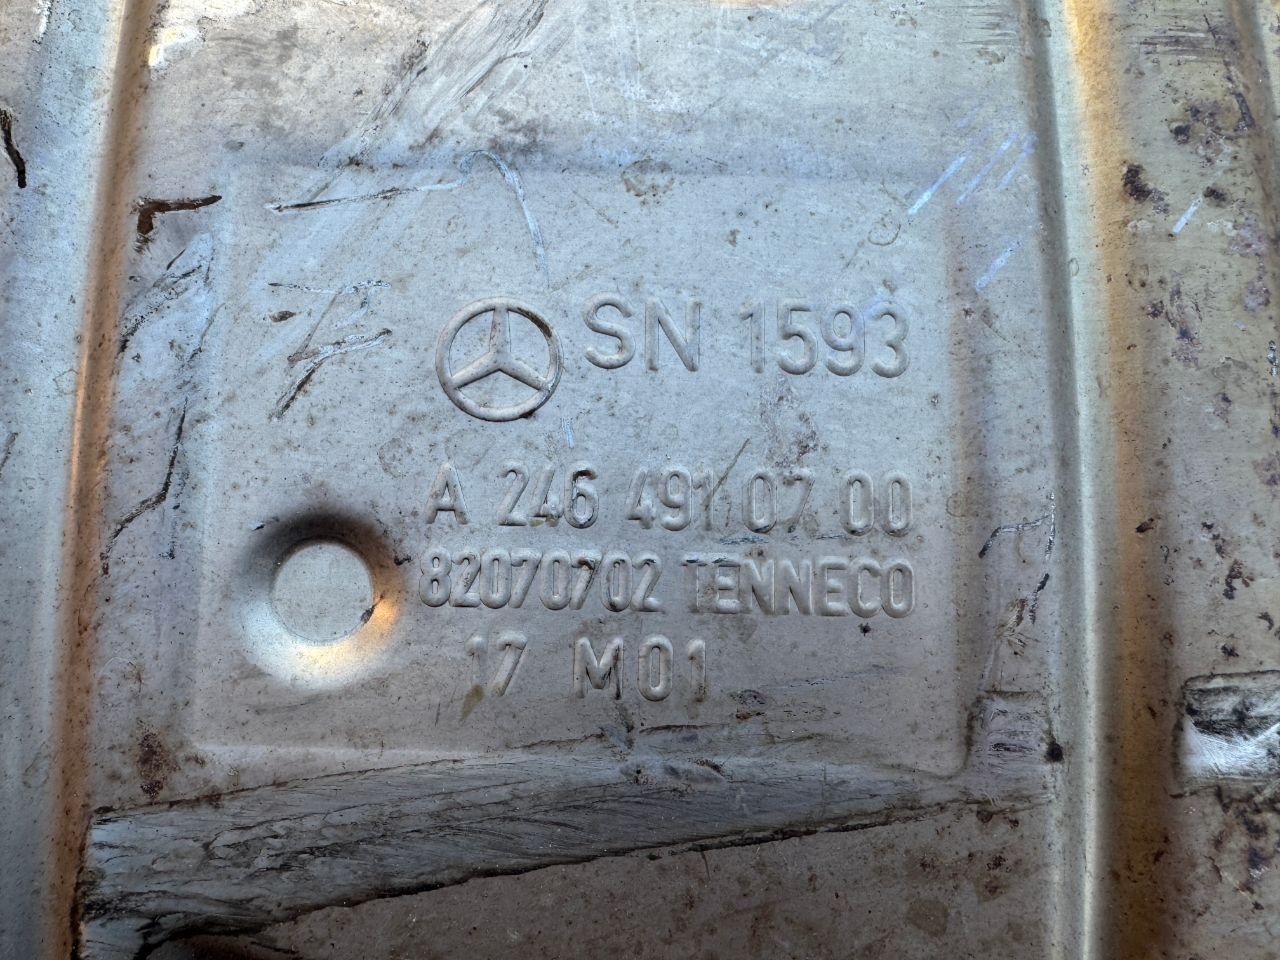 SN 1593
A 246 491 07 00
82070702 TENNECO
17 M01